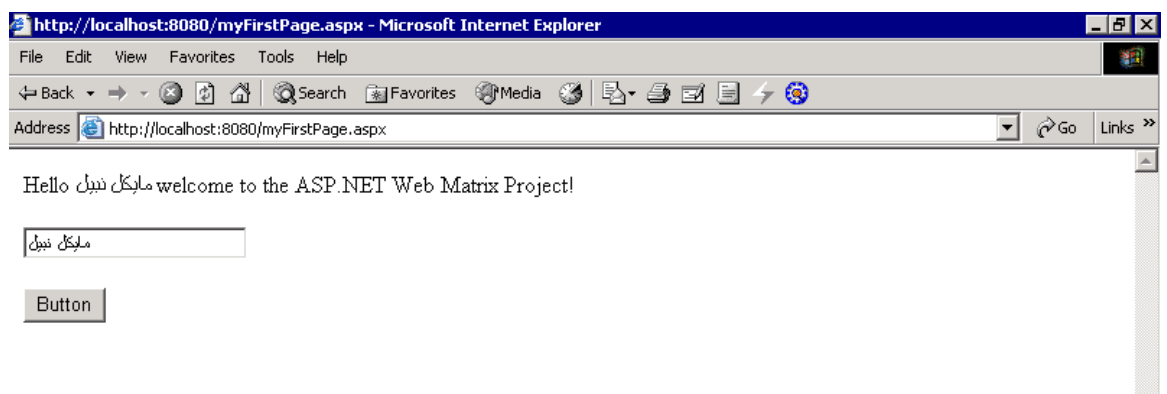 http://localhost:8080/myFirstPage.aspx - Microsoft Internet Explorer
File Edit View Favorites Tools Help
Back Search Favorites Media
Address http://localhost:8080/myFirstPage.aspx Go Links »
Hello مايكل نبيل welcome to the ASP.NET Web Matrix Project!
مايكل نبيل
Button